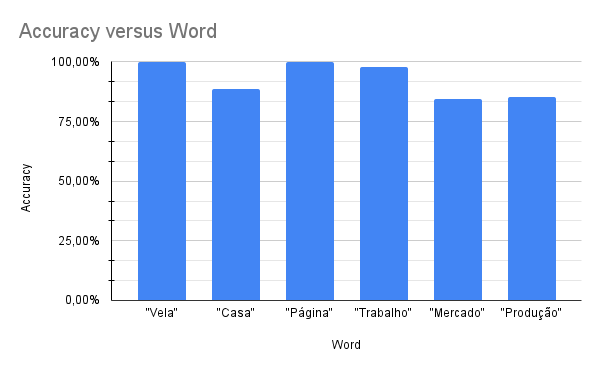 Accuracy versus Word
100,00%
75,00%
50,00%
25,00%
0,00%
Accuracy
"Vela" "Casa" "Página" "Trabalho" "Mercado" "Produção"
Word